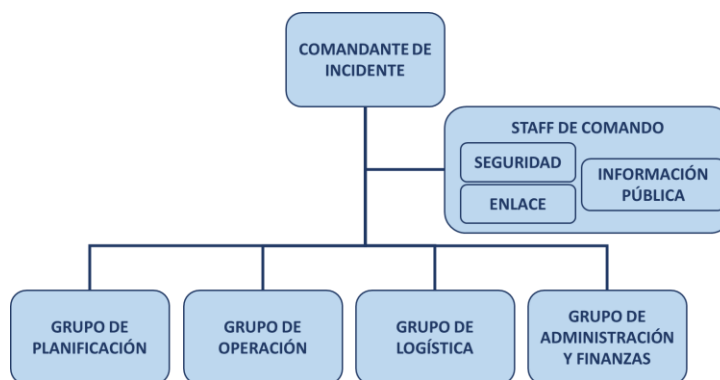 COMANDANTE DE
INCIDENTE
STAFF DE COMANDO
SEGURIDAD
ENLACE
INFORMACIÓN
PÚBLICA
GRUPO DE
PLANIFICACIÓN
GRUPO DE
OPERACIÓN
GRUPO DE
LOGÍSTICA
GRUPO DE
ADMINISTRACIÓN
Y FINANZAS